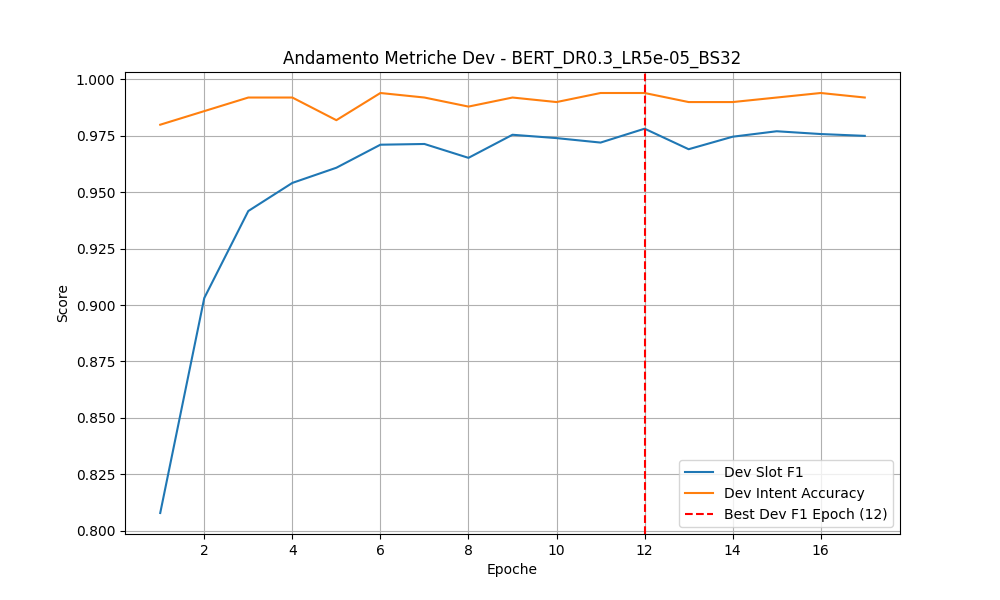 Andamento Metriche Dev - BERT_DR0.3_LR5e-05_BS32
Score
1.000
0.975
0.950
0.925
0.900
0.875
0.850
0.825
0.800
2 4 6 8 10 12 14 16
Epoche
Dev Slot F1
Dev Intent Accuracy
Best Dev F1 Epoch (12)